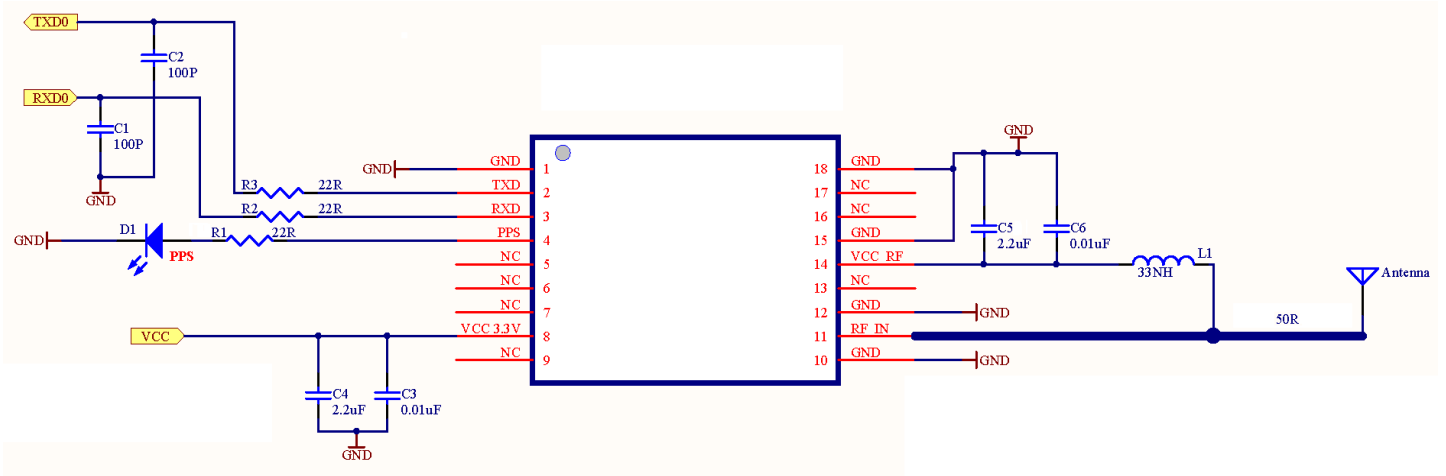 TXD0
C2
100P
RXD0
C1
100P
GND
GND
GND
1
TXD
2
R3
22R
RXD
3
R2
22R
PPS
4
R1
22R
D1
GND
PPS
NC
5
NC
6
NC
7
VCC 3.3V
8
VCC
NC
9
C4
2.2uF
C3
0.01uF
GND
18
GND
17
NC
16
NC
15
GND
14
VCC_RF
13
NC
12
GND
GND
11
RF_IN
10
GND
GND
GND
C5
2.2uF
C6
0.01uF
L1
33NH
Antenna
50R